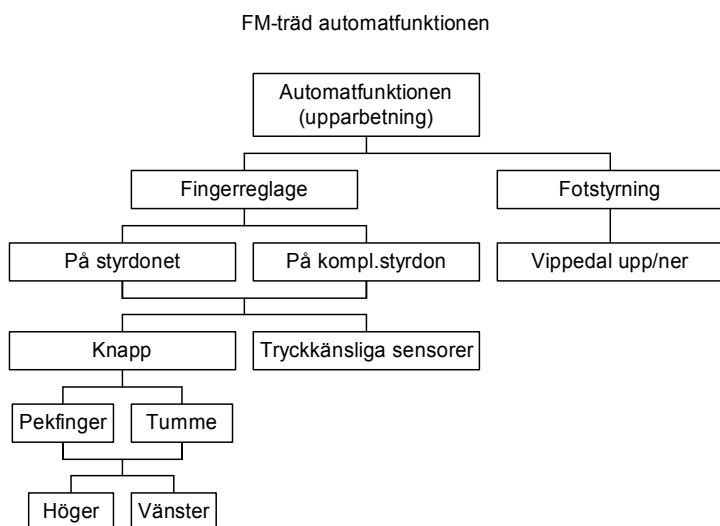 FM-träd automatfunktionen
Automatfunktionen
(upparbetning)
Fingerreglage
Fotstyrning
På styrdonet
På kompl.styrdon
Vippedal upp/ner
Knapp
Tryckkänsliga sensorer
Pekfinger
Tumme
Höger
Vänster